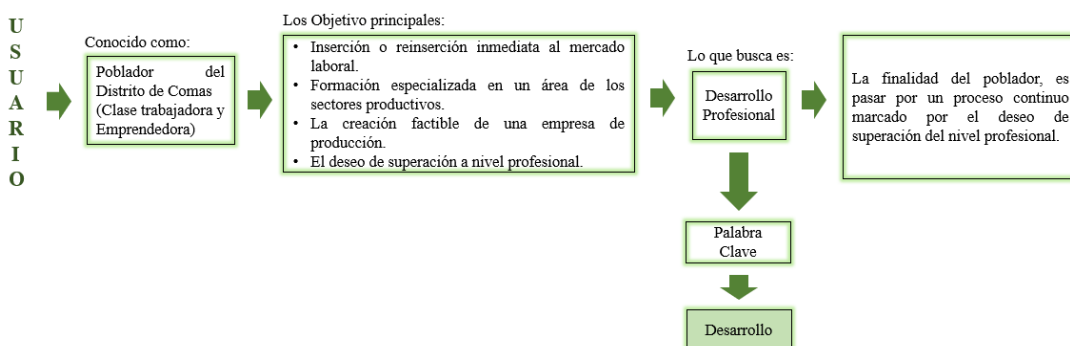 USUARIO
Conocido como:
Poblador del
Distrito de Comas
(Clase trabajadora y
Emprendedora)
Los Objetivo principales:
• Inserción o reinserción inmediata al mercado
laboral.
• Formación especializada en un área de los
sectores productivos.
• La creación factible de una empresa de
producción.
• El deseo de superación a nivel profesional.
Lo que busca es:
Desarrollo
Profesional
La finalidad del poblador, es
pasar por un proceso continuo
marcado por el deseo de
superación del nivel profesional.
Palabra
Clave
Desarrollo